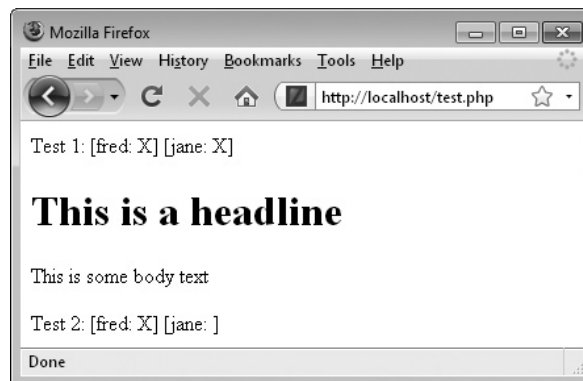 Mozilla Firefox
File Edit View History Bookmarks Tools Help
http://localhost/test.php
Test 1: [fred: X] [jane: X]
This is a headline
This is some body text
Test 2: [fred: X] [jane: ]
Done